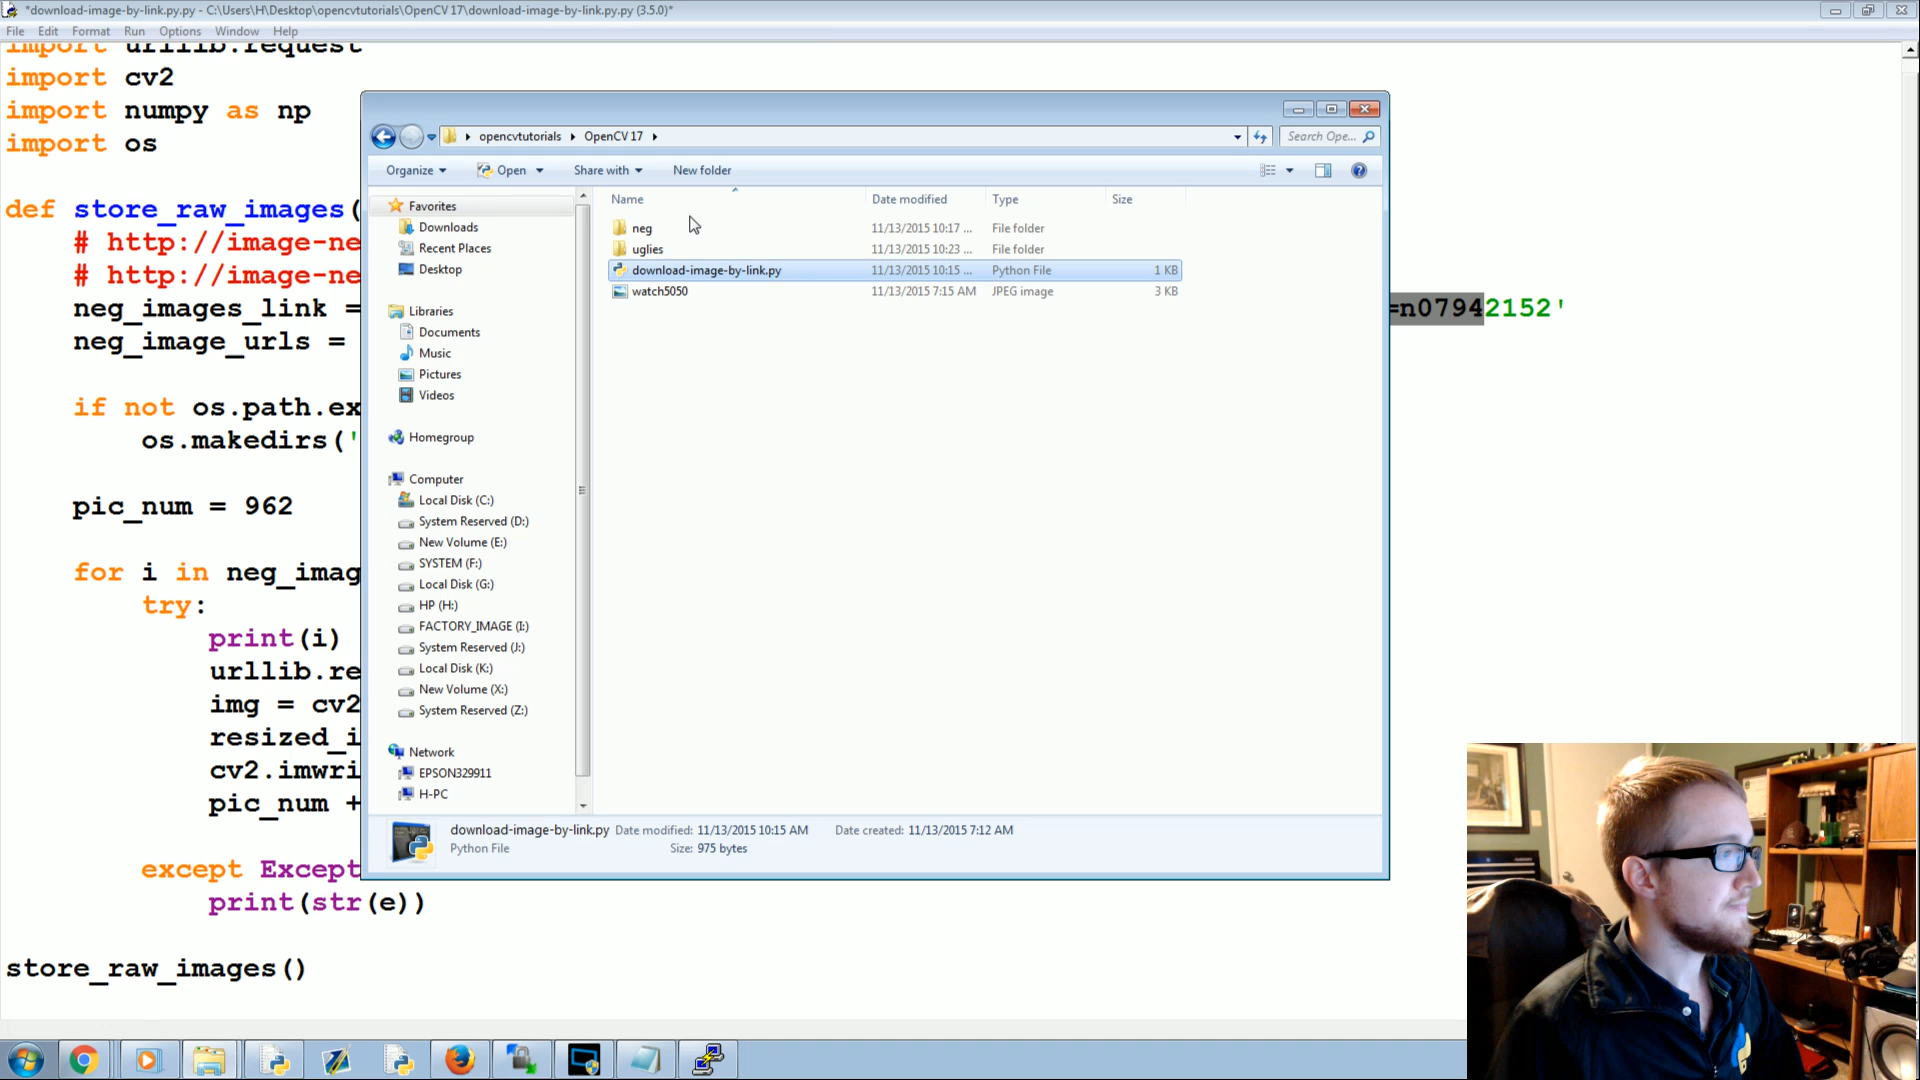 *download-image-by-link.py.py - C:\Users\H\Desktop\opencvtutorials\OpenCV 17\download-image-by-link.py.py (3.5.0)*
File Edit Format Run Options Window Help
import urllib.request
import cv2
import numpy as np
import os
def store_raw_images(
# http://image-ne
# http://image-ne
neg_images_link = =n07942152'
neg_image_urls =
if not os.path.ex
os.makedirs('
pic_num = 962
for i in neg_imag
try:
print(i)
urllib.re
img = cv2
resized_i
cv2.imwri
pic_num +
except Except
print(str(e))
store_raw_images()
opencvtutorials OpenCV 17 Search Ope...
Organize Open Share with New folder
Name Date modified Type Size
neg 11/13/2015 10:17 ... File folder
uglies 11/13/2015 10:23 ... File folder
download-image-by-link.py 11/13/2015 10:15 ... Python File 1 KB
watch5050 11/13/2015 7:15 AM JPEG image 3 KB
Favorites
Downloads
Recent Places
Desktop
Libraries
Documents
Music
Pictures
Videos
Homegroup
Computer
Local Disk (C:)
System Reserved (D:)
New Volume (E:)
SYSTEM (F:)
Local Disk (G:)
HP (H:)
FACTORY_IMAGE (I:)
System Reserved (J:)
Local Disk (K:)
New Volume (X:)
System Reserved (Z:)
Network
EPSON329911
H-PC
download-image-by-link.py Date modified: 11/13/2015 10:15 AM Date created: 11/13/2015 7:12 AM
Python File Size: 975 bytes